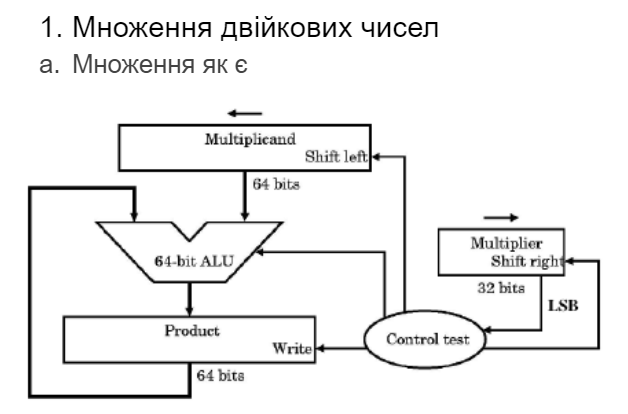 1. Множення двійкових чисел
a. Множення як є
Multiplicand
Shift left
64 bits
64-bit ALU
Multiplier
Shift right
32 bits
LSB
Product
Write
Control test
64 bits